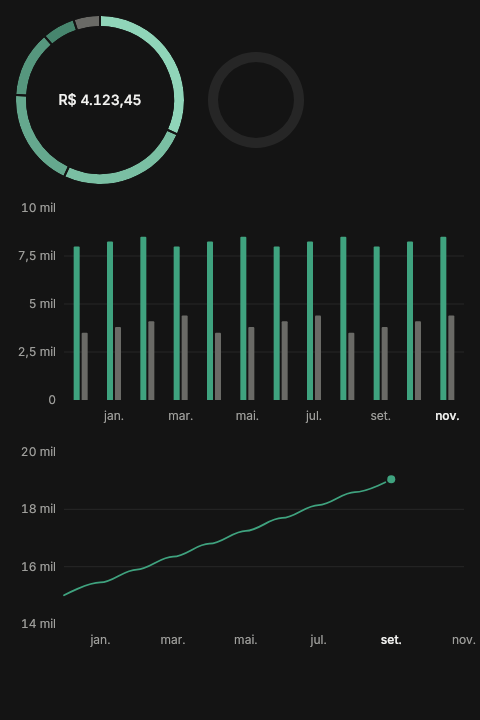 R$ 4.123,45
10 mil
7,5 mil
5 mil
2,5 mil
0
jan. mar. mai. jul. set. nov.
20 mil
18 mil
16 mil
14 mil
jan. mar. mai. jul. set. nov.